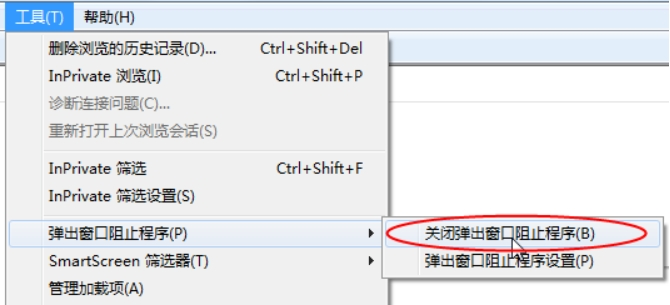 工具(T) 帮助(H)
删除浏览的历史记录(D)... Ctrl+Shift+Del
InPrivate 浏览(I) Ctrl+Shift+P
诊断连接问题(C)...
重新打开上次浏览会话(S)
InPrivate 筛选 Ctrl+Shift+F
InPrivate 筛选设置(S)
弹出窗口阻止程序(P) 关闭弹出窗口阻止程序(B)
SmartScreen 筛选器(T) 弹出窗口阻止程序设置(P)
管理加载项(A)